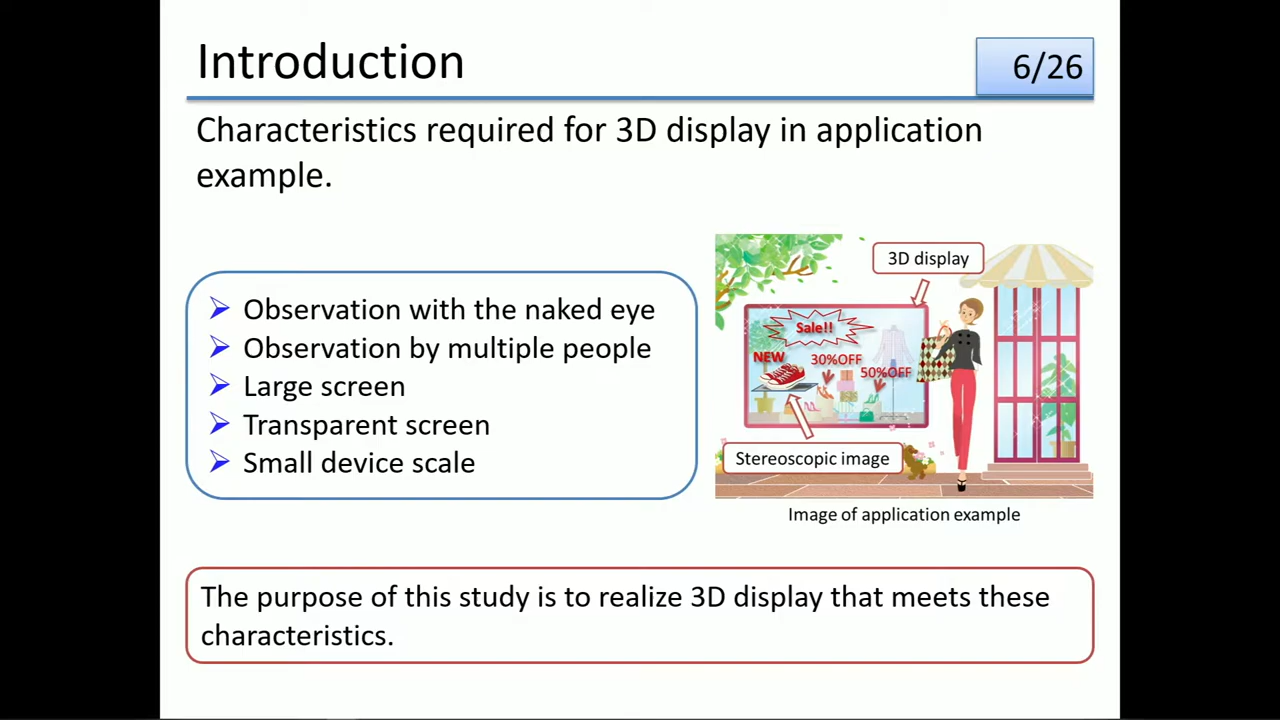 Introduction
6/26
Characteristics required for 3D display in application
example.
Observation with the naked eye
Observation by multiple people
Large screen
Transparent screen
Small device scale
3D display
Sale!!
NEW
30%OFF
50%OFF
Stereoscopic image
Image of application example
The purpose of this study is to realize 3D display that meets these
characteristics.